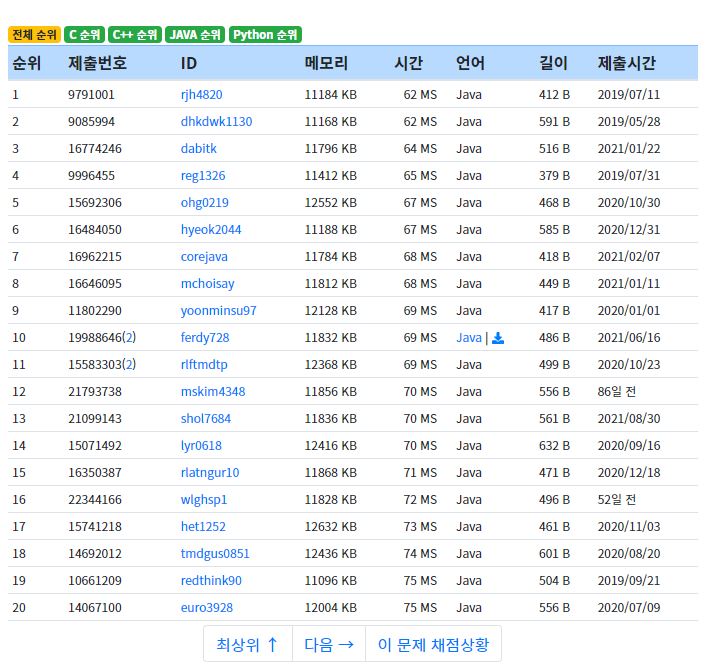 전체 순위 C 순위 C++ 순위 JAVA 순위 Python 순위
순위 제출번호 ID 메모리 시간 언어 길이 제출시간
1 9791001 rjh4820 11184 KB 62 MS Java 412 B 2019/07/11
2 9085994 dhkdwk1130 11168 KB 62 MS Java 591 B 2019/05/28
3 16774246 dabitk 11796 KB 64 MS Java 516 B 2021/01/22
4 9996455 reg1326 11412 KB 65 MS Java 379 B 2019/07/31
5 15692306 ohg0219 12552 KB 67 MS Java 468 B 2020/10/30
6 16484050 hyeok2044 11188 KB 67 MS Java 585 B 2020/12/31
7 16962215 corejava 11784 KB 68 MS Java 418 B 2021/02/07
8 16646095 mchoisay 11812 KB 68 MS Java 449 B 2021/01/11
9 11802290 yoonminsu97 12128 KB 69 MS Java 417 B 2020/01/01
10 19988646(2) ferdy728 11832 KB 69 MS Java | 486 B 2021/06/16
11 15583303(2) rlftmdtp 12368 KB 69 MS Java 499 B 2020/10/23
12 21793738 mskim4348 11856 KB 70 MS Java 556 B 86일 전
13 21099143 shol7684 11836 KB 70 MS Java 561 B 2021/08/30
14 15071492 lyr0618 12416 KB 70 MS Java 632 B 2020/09/16
15 16350387 rlatngur10 11868 KB 71 MS Java 471 B 2020/12/18
16 22344166 wlghsp1 11828 KB 72 MS Java 496 B 52일 전
17 15741218 het1252 12632 KB 73 MS Java 461 B 2020/11/03
18 14692012 tmdgus0851 12436 KB 74 MS Java 601 B 2020/08/20
19 10661209 redthink90 11096 KB 75 MS Java 504 B 2019/09/21
20 14067100 euro3928 12004 KB 75 MS Java 556 B 2020/07/09
최상위 ↑ 다음 → 이 문제 채점상황